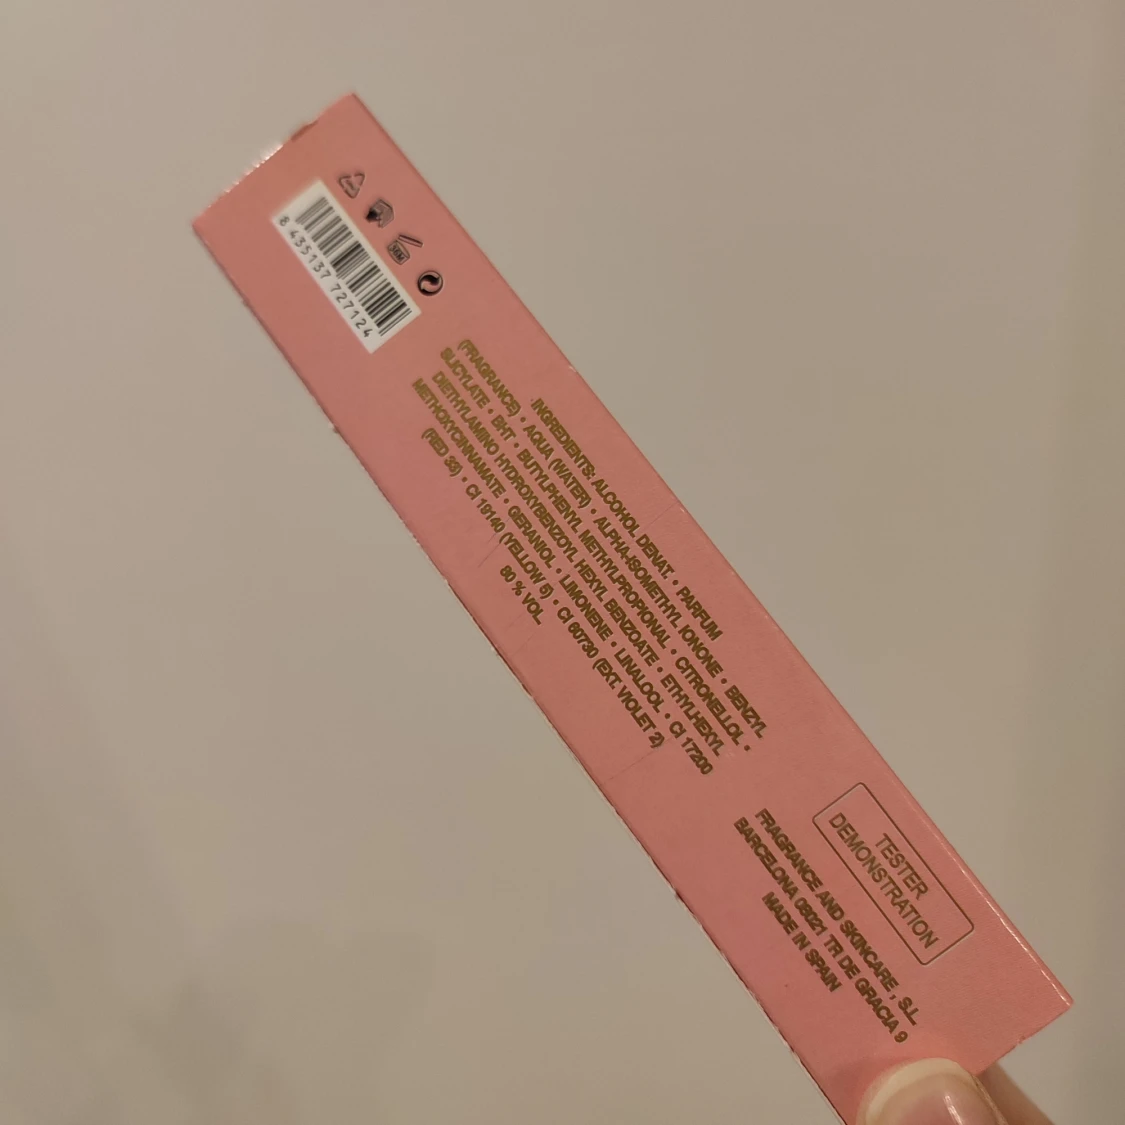 8 435137 727124
INGREDIENTS: ALCOHOL DENAT. • PARFUM
(FRAGRANCE) • AQUA (WATER) • ALPHA-ISOMETHYL IONONE • BENZYL
SLICYLATE • BHT • BUTYLPHENYL METHYLPROPIONAL • CITRONELLOL •
DIETHYLAMINO HYDROXYBENZOYL HEXYL BENZOATE • ETHYLHEXYL
METHOXYCINNAMATE • GERANIOL • LIMONENE • LINALOOL • CI 17200
(RED 33) • CI 19140 (YELLOW 5) • CI 60730 (EXT. VIOLET 2)
80 % VOL.
TESTER
DEMONSTRATION
FRAGRANCE AND SKINCARE , S.L.
BARCELONA 08021 TR DE GRACIA 9
MADE IN SPAIN